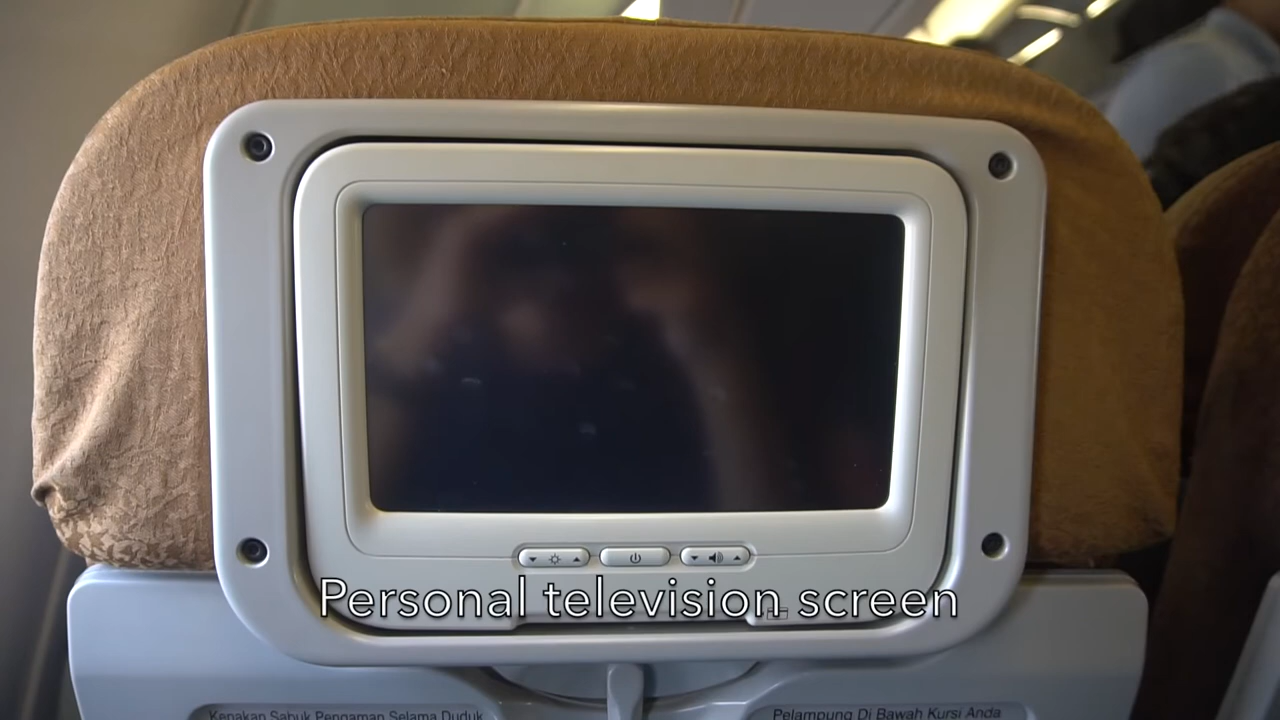 Personal television screen
Kenakan Sabuk Pengaman Selama Duduk
Pelampung Di Bawah Kursi Anda